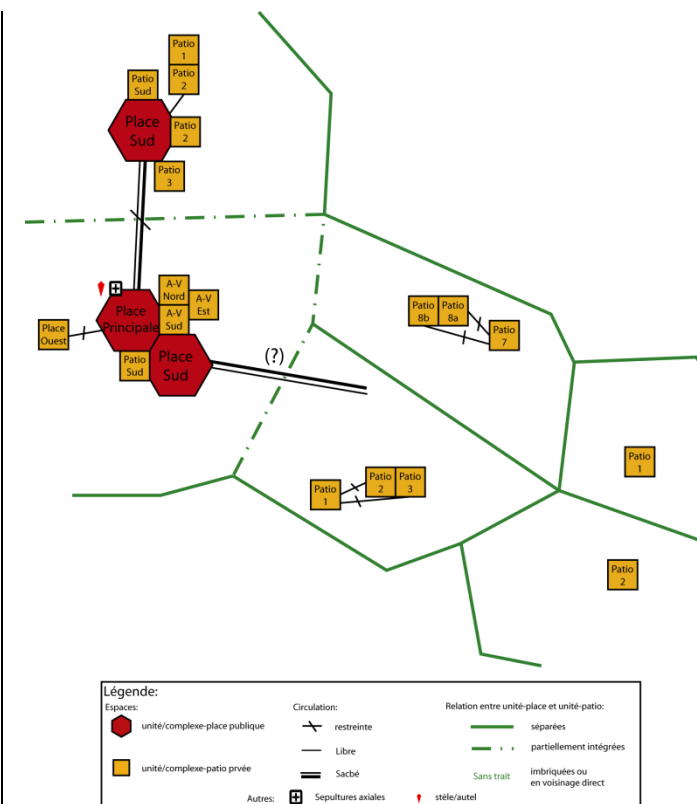 Patio
1
Patio
2
Patio
Sud
Place
Sud
Patio
2
Patio
3
A-V
Nord
A-V
Est
A-V
Sud
Place
Principale
Place
Ouest
Patio
Sud
Place
Sud
(?)
Patio
8b
Patio
8a
Patio
7
Patio
1
Patio
2
Patio
3
Patio
1
Patio
2
Légende:
Espaces:
Circulation:
Relation entre unité-place et unité-patio:
unité/complexe-place publique
restreinte
séparées
Libre
partiellement intégrées
unité/complexe-patio prvée
Sacbé
Sans trait
imbriquées ou
en voisinage direct
Autres:
Sepultures axiales
stèle/autel